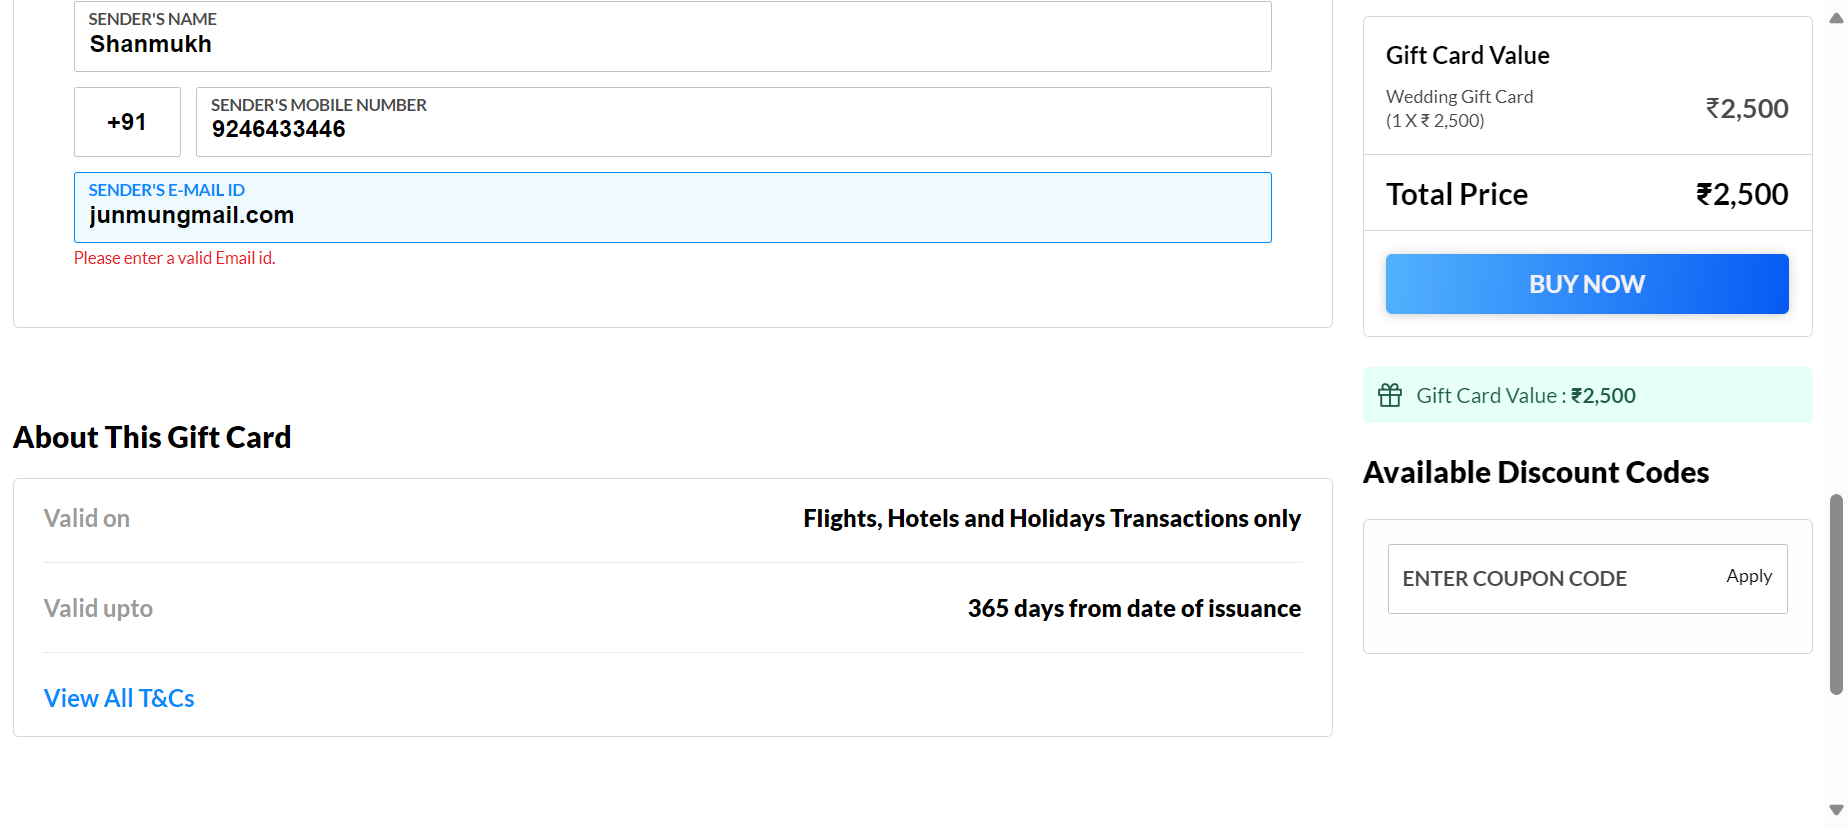 SENDER'S NAME
Shanmukh
+91
SENDER'S MOBILE NUMBER
9246433446
SENDER'S E-MAIL ID
junmungmail.com
Please enter a valid Email id.
About This Gift Card
Valid on
Flights, Hotels and Holidays Transactions only
Valid upto
365 days from date of issuance
View All T&Cs
Gift Card Value
Wedding Gift Card
(1 X ₹ 2,500)
₹2,500
Total Price
₹2,500
BUY NOW
Gift Card Value : ₹2,500
Available Discount Codes
ENTER COUPON CODE
Apply